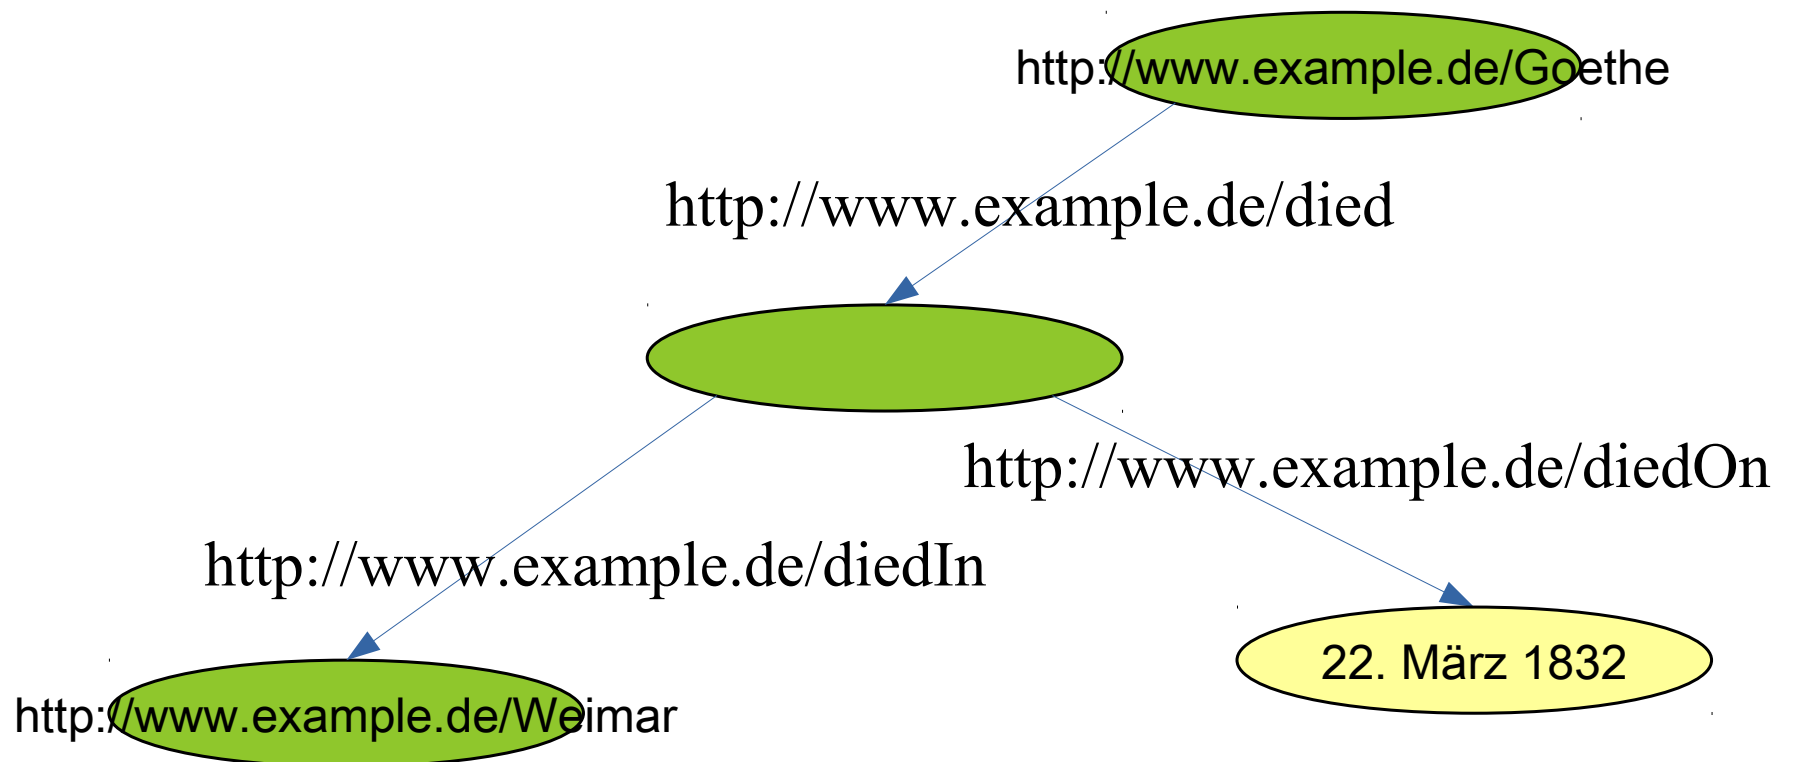 http://www.example.de/Goethe
http://www.example.de/died
http://www.example.de/diedOn
http://www.example.de/diedIn
22. März 1832
http://www.example.de/Weimar